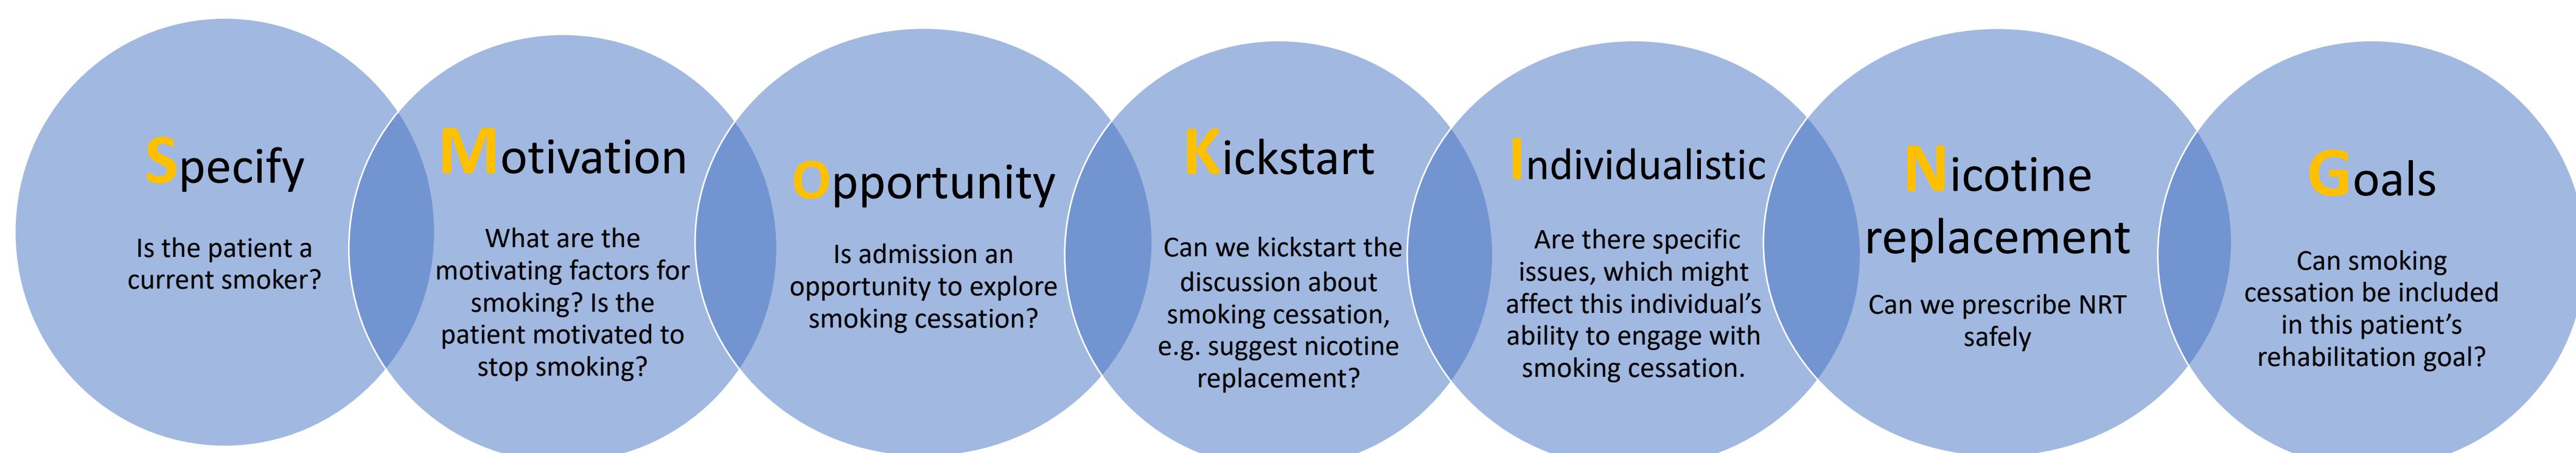 Specify
Is the patient a
current smoker?
Motivation
What are the
motivating factors for
smoking? Is the
patient motivated to
stop smoking?
Opportunity
Is admission an
opportunity to explore
smoking cessation?
Kickstart
Can we kickstart the
discussion about
smoking cessation,
e.g. suggest nicotine
replacement?
Individualistic
Are there specific
issues, which might
affect this individual’s
ability to engage with
smoking cessation.
Nicotine
replacement
Can we prescribe NRT
safely
Goals
Can smoking
cessation be included
in this patient’s
rehabilitation goal?